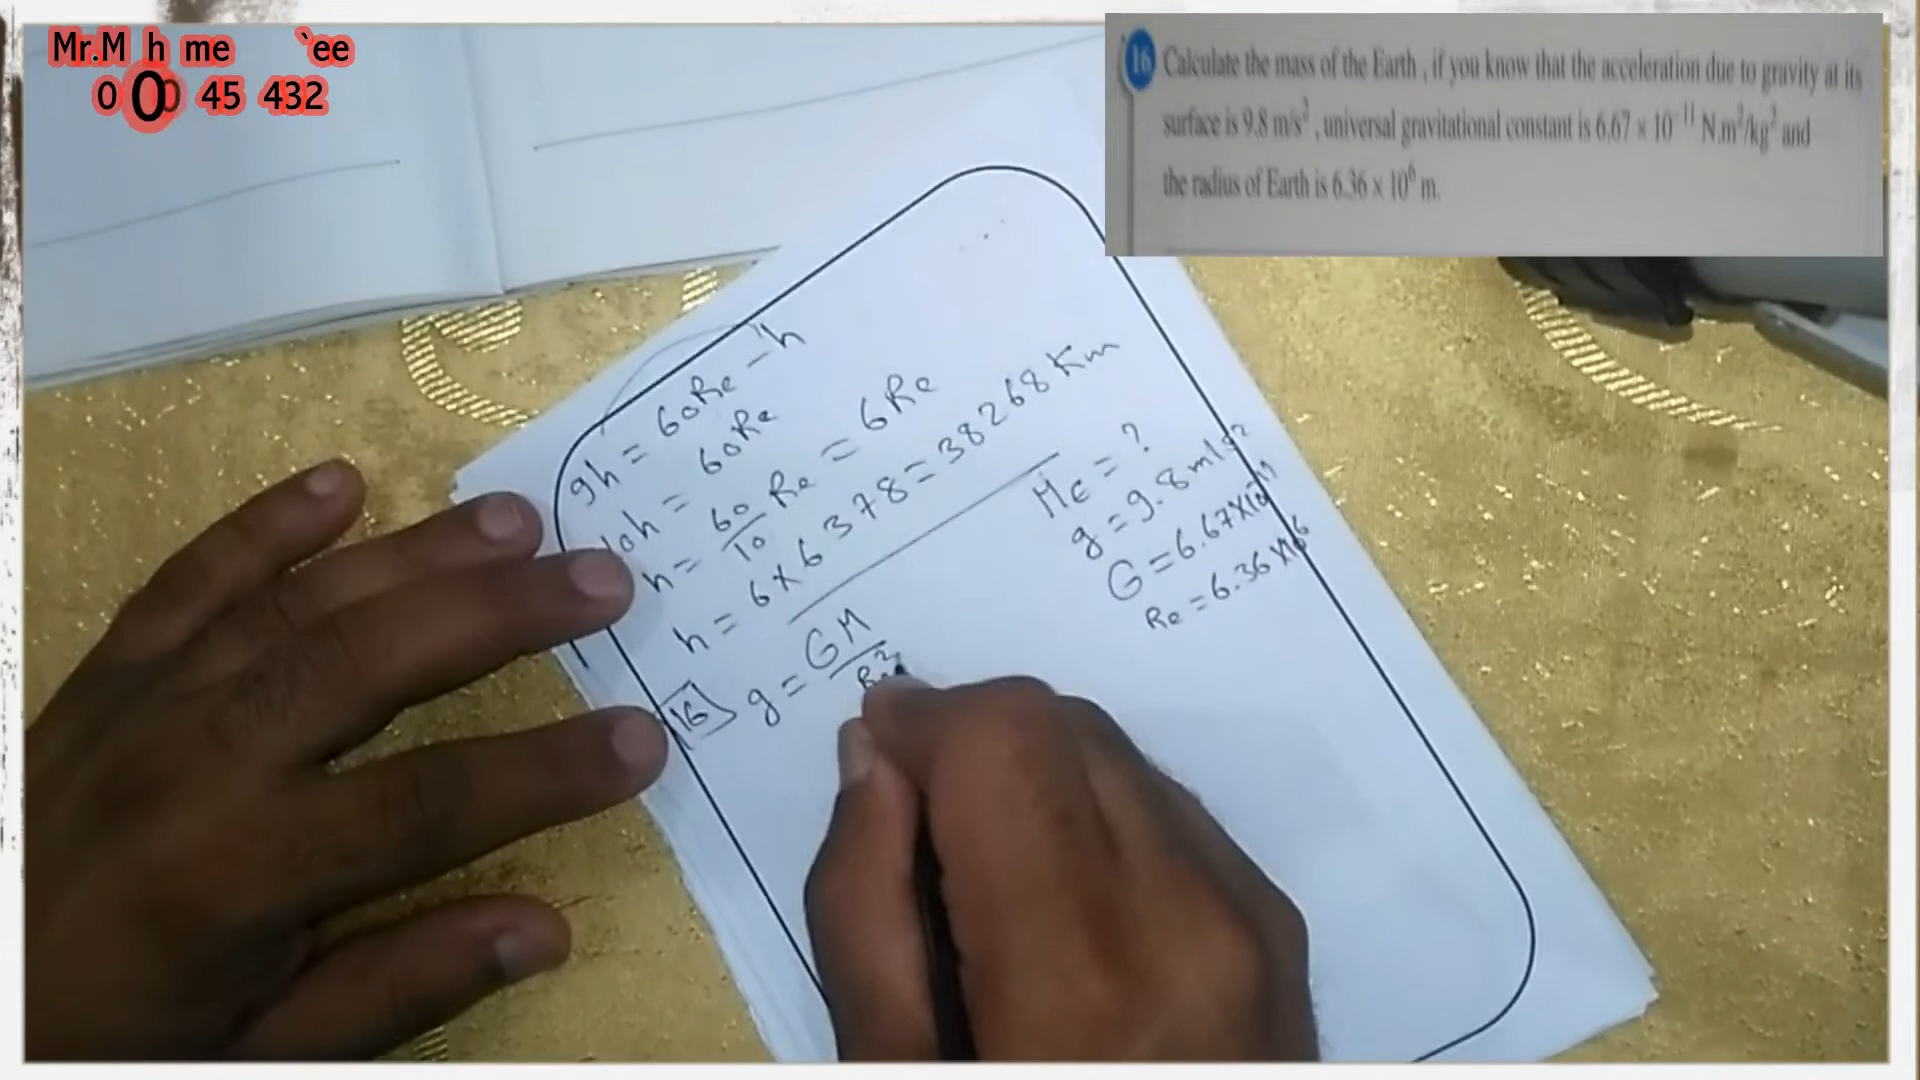 Mr.M h me `ee
0 0 0 45 432
16 Calculate the mass of the Earth , if you know that the acceleration due to gravity at its
surface is 9.8 m/s² , universal gravitational constant is 6.67 × 10⁻¹¹ N.m²/kg² and
the radius of Earth is 6.36 × 10⁶ m.
9h = 60Re - h
10h = 60Re
h = 60/10 Re = 6Re
h = 6 × 6378 = 38268 Km
16 g = GM/Re²
ME = ?
g = 9.8 m/s²
G = 6.67×10⁻¹¹
Re = 6.36×10⁶